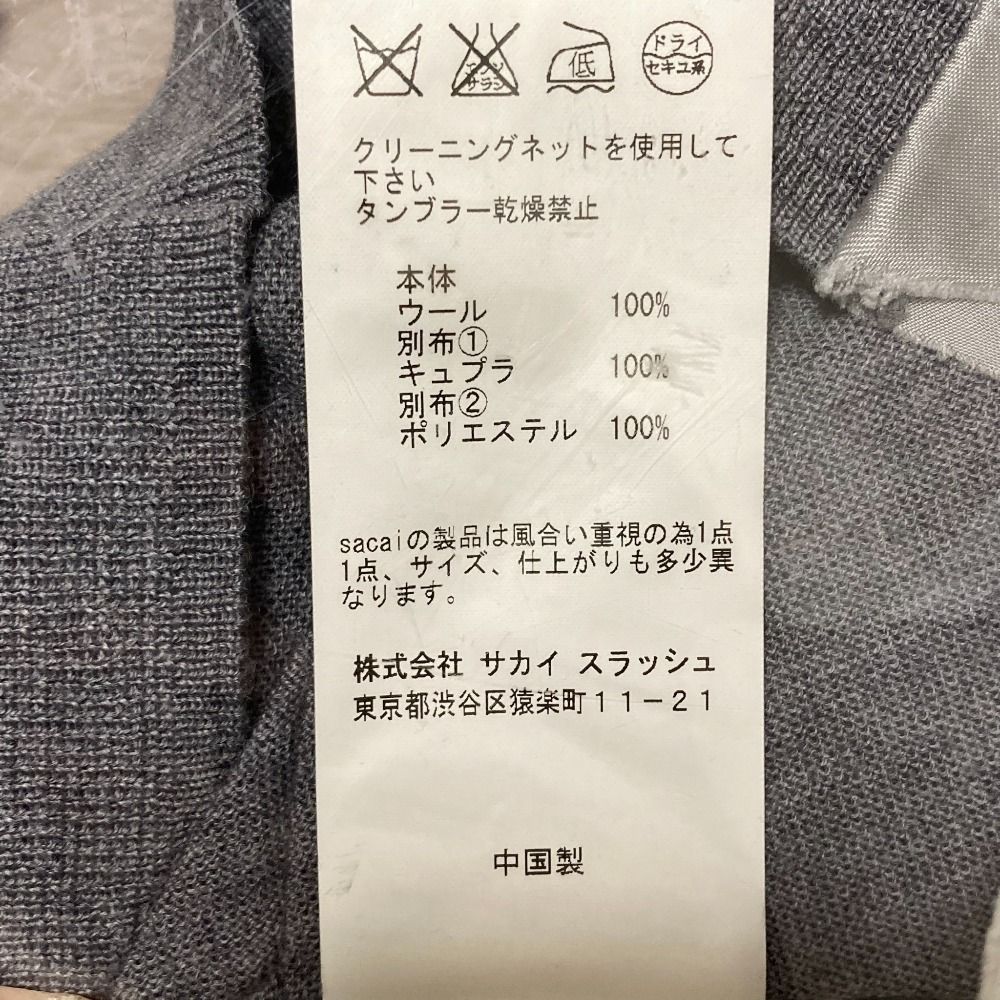 エンソ
サラシ
低
ドライ
セキユ系
クリーニングネットを使用して
下さい
タンブラー乾燥禁止
本体
ウール 100%
別布①
キュプラ 100%
別布②
ポリエステル 100%
sacaiの製品は風合い重視の為1点
1点、サイズ、仕上がりも多少異
なります。
株式会社 サカイ スラッシュ
東京都渋谷区猿楽町11-21
中国製